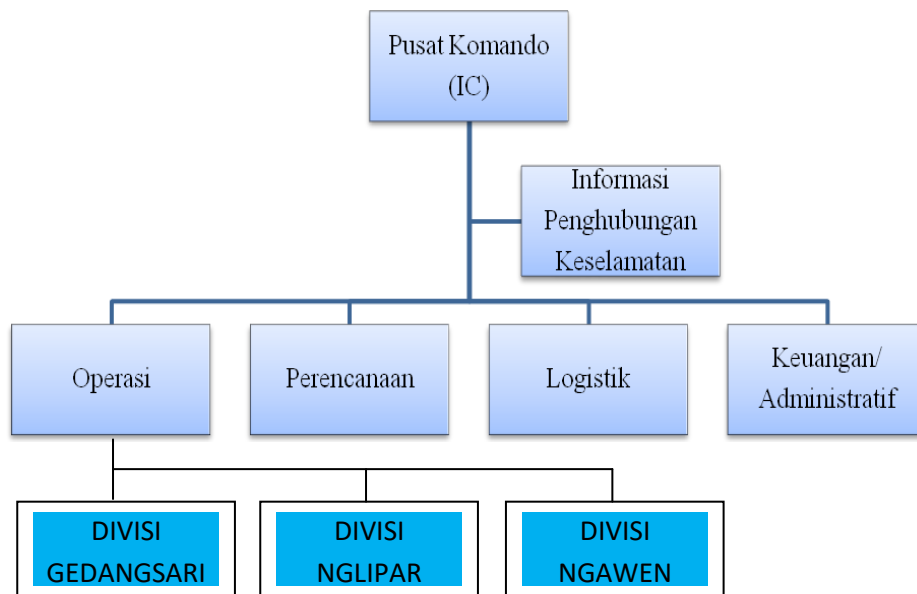 Pusat Komando
(IC)
Informasi
Penghubungan
Keselamatan
Operasi
Perencanaan
Logistik
Keuangan/
Administratif
DIVISI
GEDANGSARI
DIVISI
NGLIPAR
DIVISI
NGAWEN